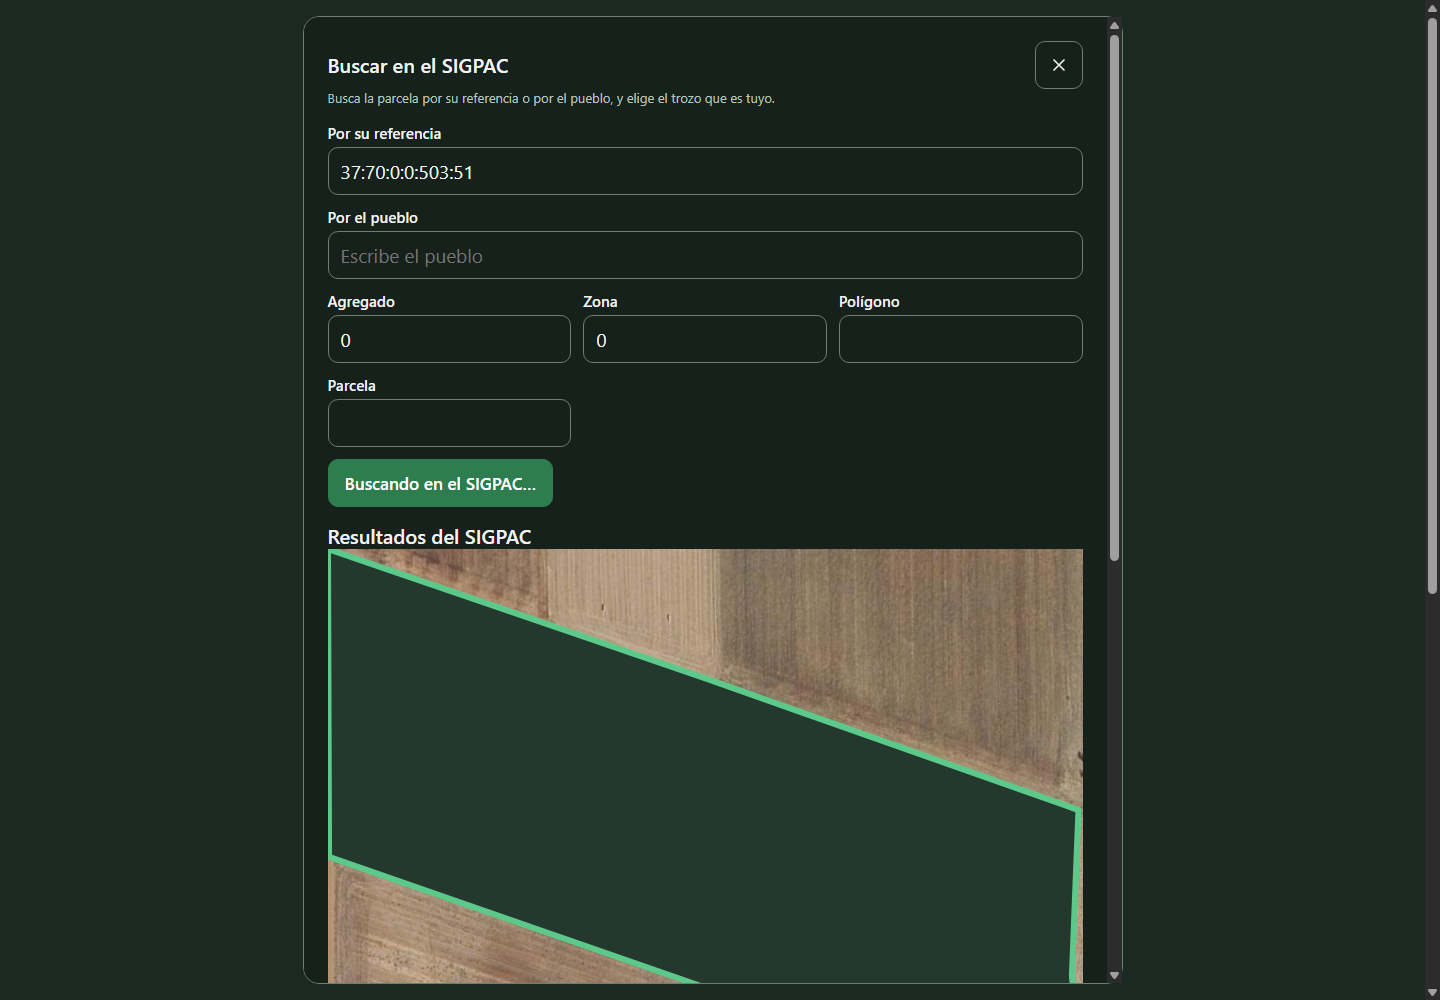 Buscar en el SIGPAC
Busca la parcela por su referencia o por el pueblo, y elige el trozo que es tuyo.
Por su referencia
37:70:0:0:503:51
Por el pueblo
Escribe el pueblo
Agregado
Zona
Polígono
0
0
Parcela
Buscando en el SIGPAC...
Resultados del SIGPAC